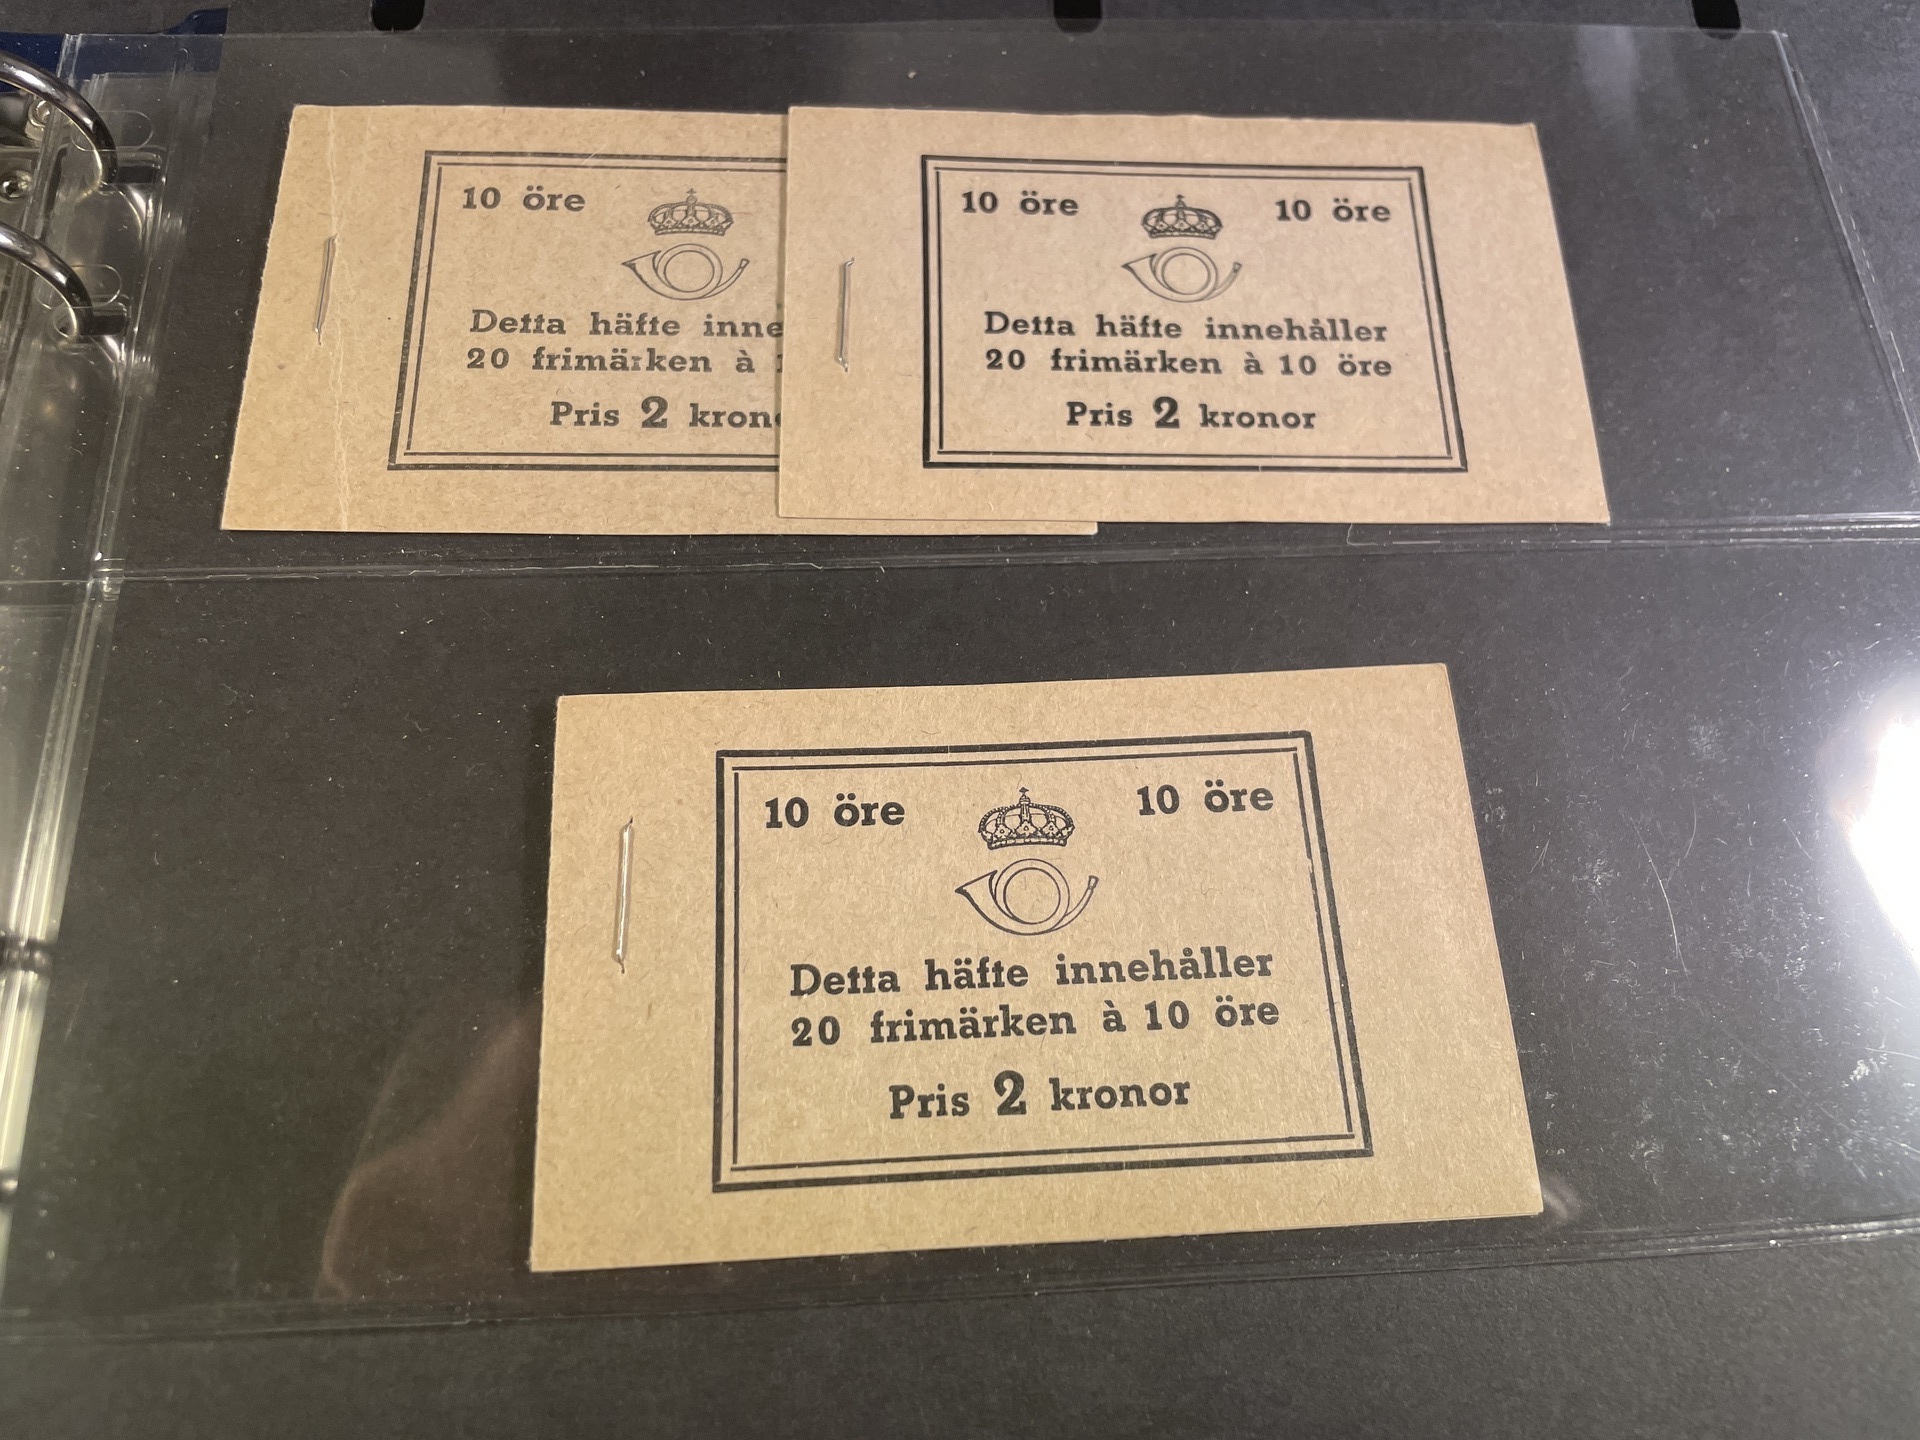 10 öre
Detta häfte inne
20 frimärken à
Pris 2 kron
10 öre 10 öre
Detta häfte innehåller
20 frimärken à 10 öre
Pris 2 kronor
10 öre 10 öre
Detta häfte innehåller
20 frimärken à 10 öre
Pris 2 kronor